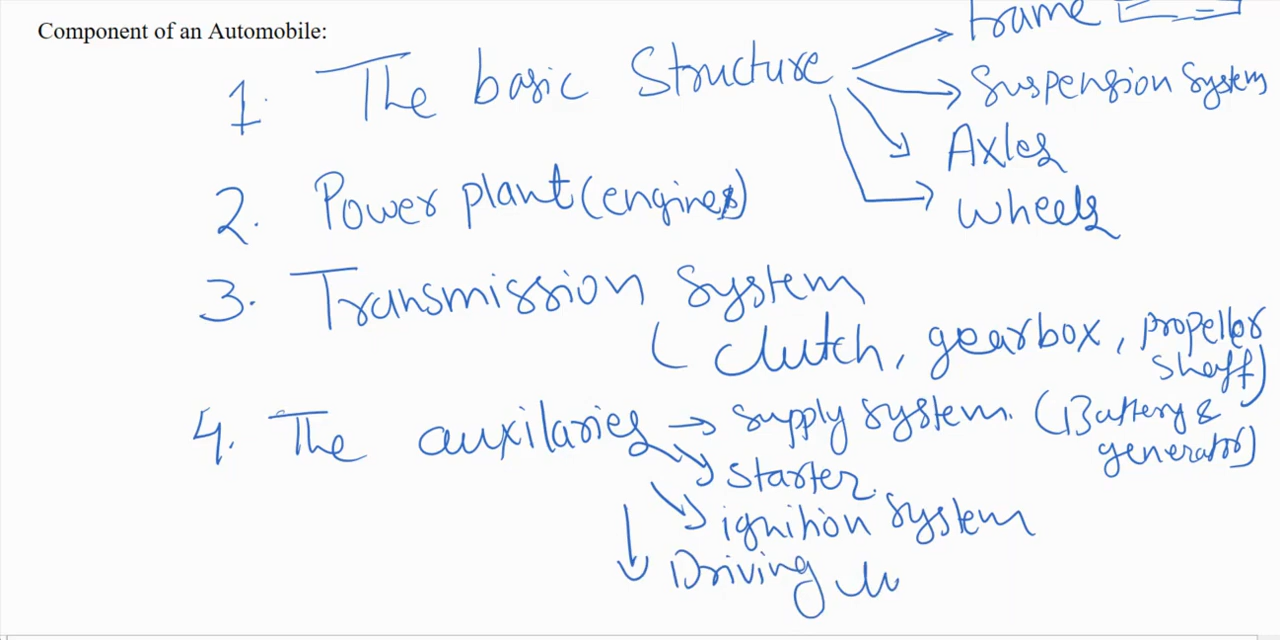 Component of an Automobile:
Frame
1. The basic Structure
Suspension System
Axles
2. Power plant (engines)
Wheels
3. Transmission System
(Clutch, gearbox, propeller
shaff)
4. The auxilaries → Supply system. (Battery &
generator)
Starter.
ignition System
Driving